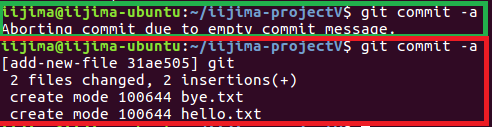 iijima@iijima-ubuntu:~/iijima-projectV$ git commit -a
Aborting commit due to empty commit message.
iijima@iijima-ubuntu:~/iijima-projectV$ git commit -a
[add-new-file 31ae505] git
 2 files changed, 2 insertions(+)
 create mode 100644 bye.txt
 create mode 100644 hello.txt